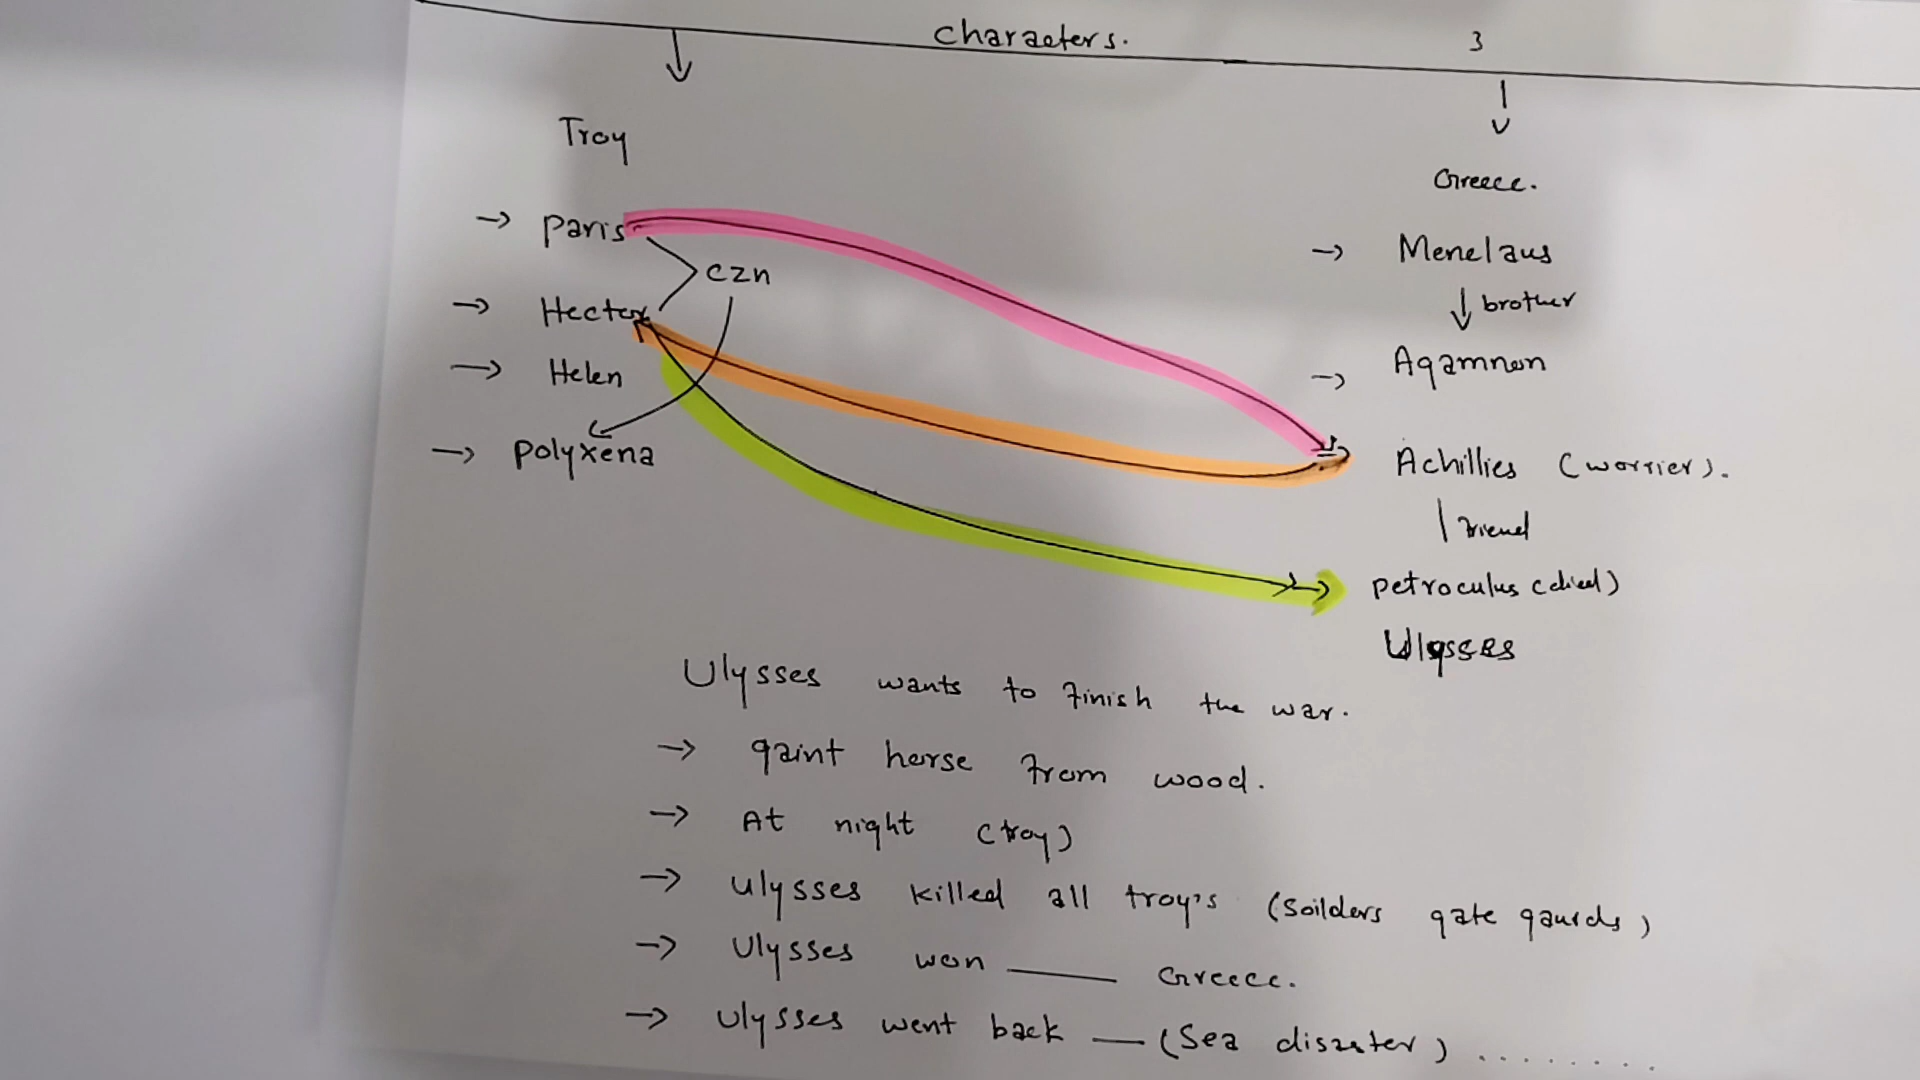 characters. 3
Troy
Greece.
→ paris
czn
→ Hector
→ Helen
→ polyxena
→ Menelaus
↓ brother
→ Agamnon
Achillies (worrier).
| friend
petroculus (died)
Ulysses
Ulysses wants to finish the war.
→ gaint horse from wood.
→ At night (troy)
→ Ulysses killed all troy's (soilders gate gaurds)
→ Ulysses won —— Greece.
→ Ulysses went back — (Sea disaster) ........